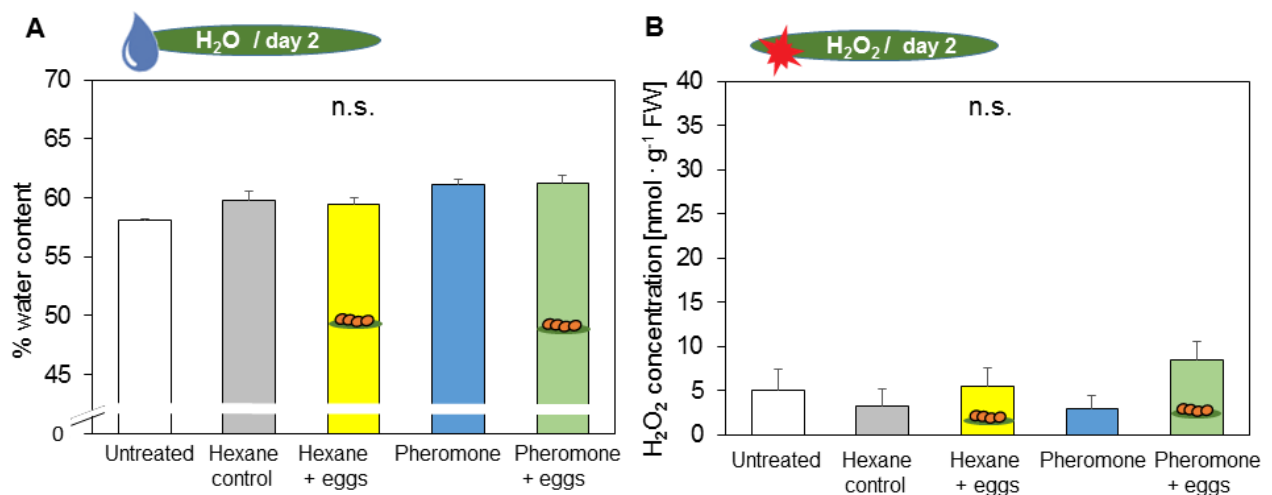 A
H₂O / day 2
% water content
70
65
60
55
50
45
0
n.s.
Untreated
Hexane
control
Hexane
+ eggs
Pheromone
Pheromone
+ eggs
B
H₂O₂ / day 2
H₂O₂ concentration [nmol · g⁻¹ FW]
40
35
30
25
20
15
10
5
0
n.s.
Untreated
Hexane
control
Hexane
+ eggs
Pheromone
Pheromone
+ eggs